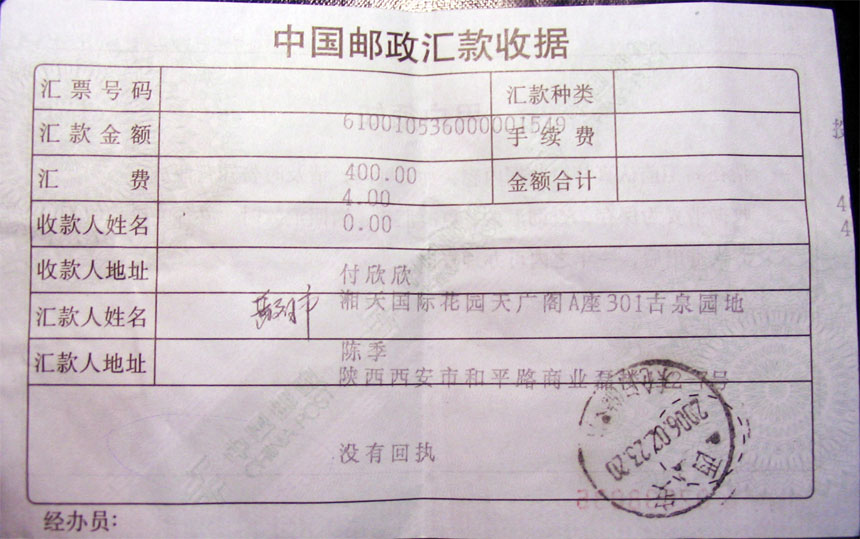 中国邮政汇款收据
汇票号码
汇款种类
610010536000001549
汇款金额
手续费
400.00
汇费
金额合计
4.00
收款人姓名
0.00
收款人地址
付欣欣
湘天国际花园天广阁A座301古泉园地
汇款人姓名
陈季
汇款人地址
陕西西安市和平路商业
号
2006.02.23.20
西安
没有回执
经办员：